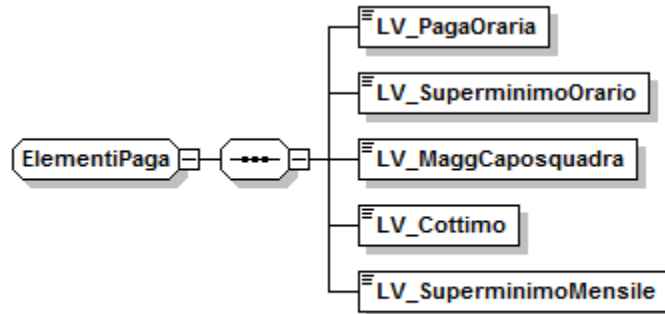 LV_PagaOraria
LV_SuperminimoOrario
ElementiPaga
LV_MaggCaposquadra
LV_Cottimo
LV_SuperminimoMensile